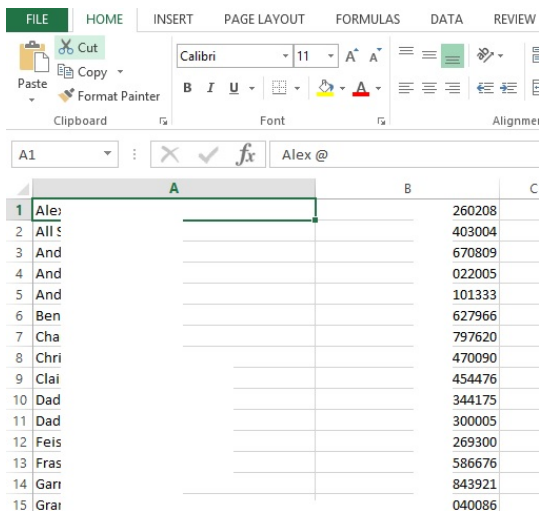 FILE HOME INSERT PAGE LAYOUT FORMULAS DATA REVIEW
Cut
Calibri 11 A A
Copy
Paste
Format Painter
B I U A
Clipboard Font Alignmer
A1 fx Alex @
A B C
1 Alex 260208
2 All S 403004
3 And 670809
4 And 022005
5 And 101333
6 Ben 627966
7 Cha 797620
8 Chri 470090
9 Clai 454476
10 Dad 344175
11 Dad 300005
12 Feis 269300
13 Fras 586676
14 Garr 843921
15 Grar 040086